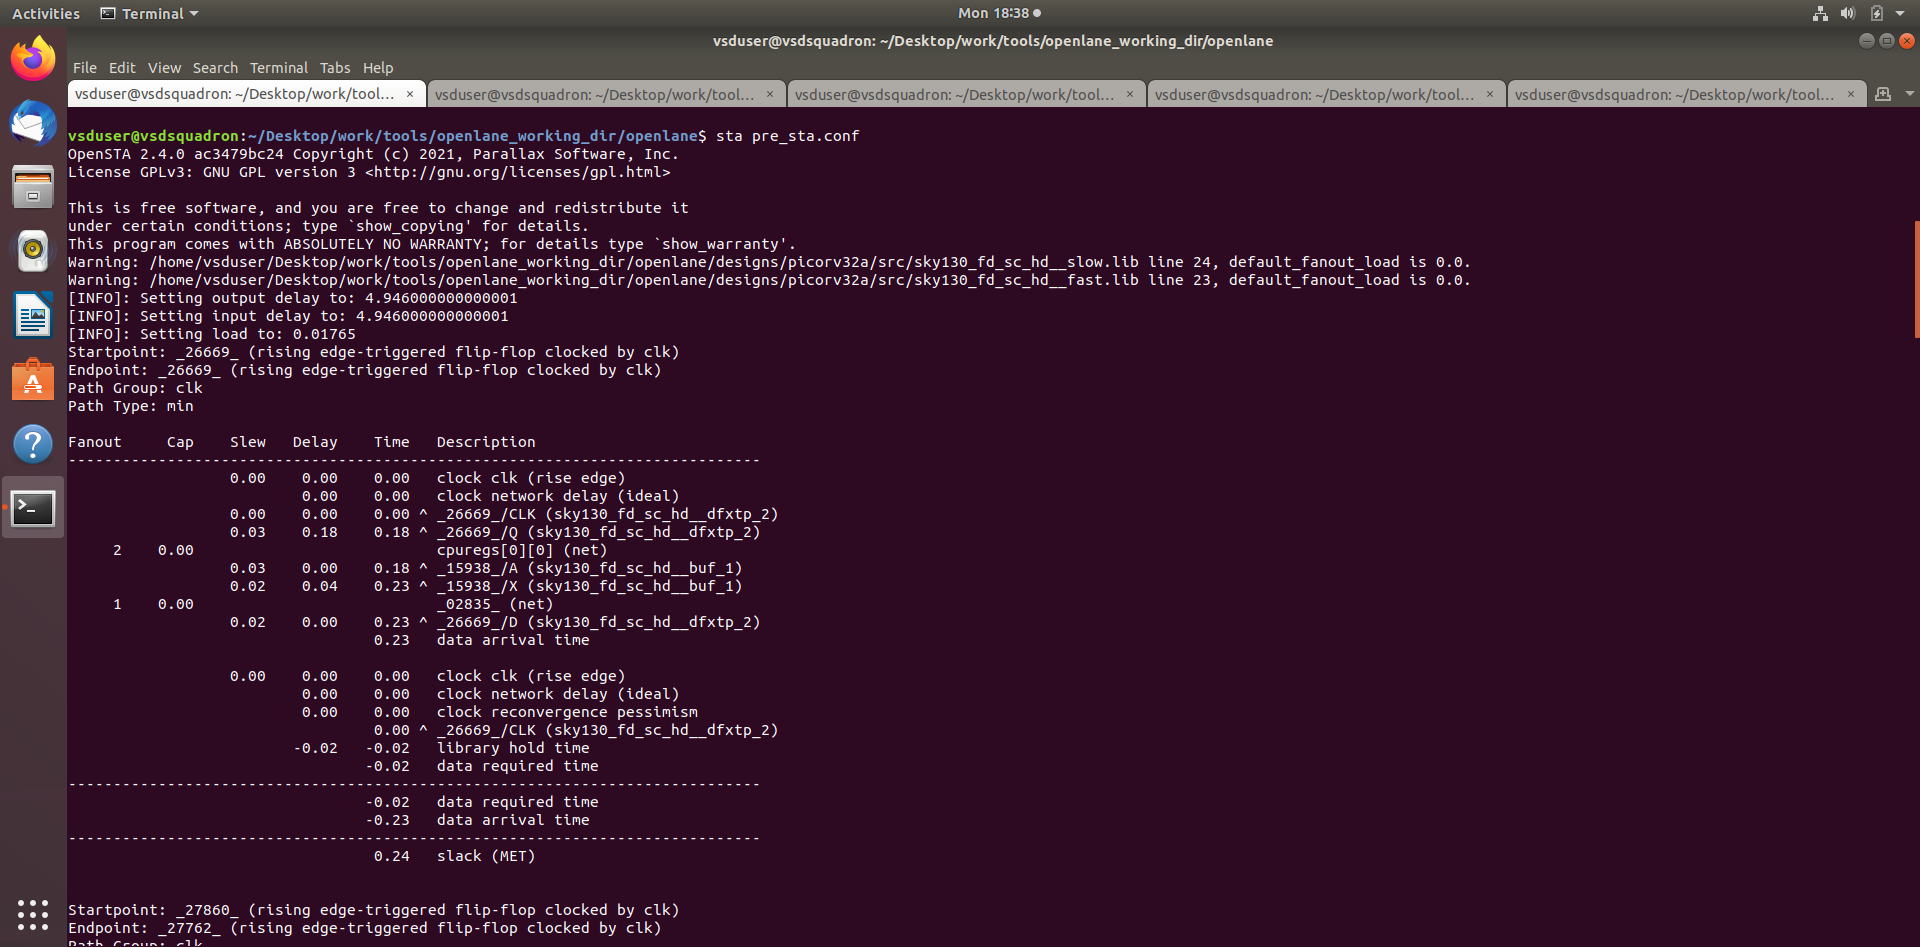 Activities Terminal Mon 18:38
vsduser@vsdsquadron: ~/Desktop/work/tools/openlane_working_dir/openlane
File Edit View Search Terminal Tabs Help
vsduser@vsdsquadron: ~/Desktop/work/tool... × vsduser@vsdsquadron: ~/Desktop/work/tool... × vsduser@vsdsquadron: ~/Desktop/work/tool... × vsduser@vsdsquadron: ~/Desktop/work/tool... × vsduser@vsdsquadron: ~/Desktop/work/tool... ×
vsduser@vsdsquadron:~/Desktop/work/tools/openlane_working_dir/openlane$ sta pre_sta.conf
OpenSTA 2.4.0 ac3479bc24 Copyright (c) 2021, Parallax Software, Inc.
License GPLv3: GNU GPL version 3 <http://gnu.org/licenses/gpl.html>
This is free software, and you are free to change and redistribute it
under certain conditions; type `show_copying' for details.
This program comes with ABSOLUTELY NO WARRANTY; for details type `show_warranty'.
Warning: /home/vsduser/Desktop/work/tools/openlane_working_dir/openlane/designs/picorv32a/src/sky130_fd_sc_hd__slow.lib line 24, default_fanout_load is 0.0.
Warning: /home/vsduser/Desktop/work/tools/openlane_working_dir/openlane/designs/picorv32a/src/sky130_fd_sc_hd__fast.lib line 23, default_fanout_load is 0.0.
[INFO]: Setting output delay to: 4.946000000000001
[INFO]: Setting input delay to: 4.946000000000001
[INFO]: Setting load to: 0.01765
Startpoint: _26669_ (rising edge-triggered flip-flop clocked by clk)
Endpoint: _26669_ (rising edge-triggered flip-flop clocked by clk)
Path Group: clk
Path Type: min
Fanout     Cap    Slew   Delay    Time   Description
-----------------------------------------------------------------------------
                  0.00    0.00    0.00   clock clk (rise edge)
                          0.00    0.00   clock network delay (ideal)
                  0.00    0.00    0.00 ^ _26669_/CLK (sky130_fd_sc_hd__dfxtp_2)
                  0.03    0.18    0.18 ^ _26669_/Q (sky130_fd_sc_hd__dfxtp_2)
     2    0.00                           cpuregs[0][0] (net)
                  0.03    0.00    0.18 ^ _15938_/A (sky130_fd_sc_hd__buf_1)
                  0.02    0.04    0.23 ^ _15938_/X (sky130_fd_sc_hd__buf_1)
     1    0.00                           _02835_ (net)
                  0.02    0.00    0.23 ^ _26669_/D (sky130_fd_sc_hd__dfxtp_2)
                                  0.23   data arrival time
                  0.00    0.00    0.00   clock clk (rise edge)
                          0.00    0.00   clock network delay (ideal)
                          0.00    0.00   clock reconvergence pessimism
                                  0.00 ^ _26669_/CLK (sky130_fd_sc_hd__dfxtp_2)
                         -0.02   -0.02   library hold time
                                 -0.02   data required time
-----------------------------------------------------------------------------
                                 -0.02   data required time
                                 -0.23   data arrival time
-----------------------------------------------------------------------------
                                  0.24   slack (MET)
Startpoint: _27860_ (rising edge-triggered flip-flop clocked by clk)
Endpoint: _27762_ (rising edge-triggered flip-flop clocked by clk)
Path Group: clk